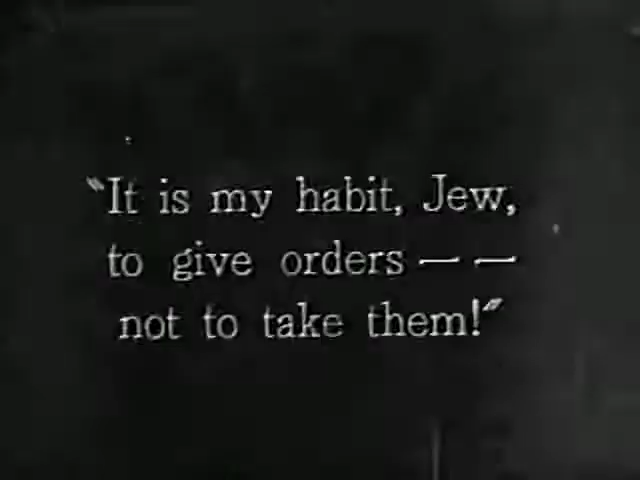 "It is my habit, Jew,
to give orders — —
not to take them!"